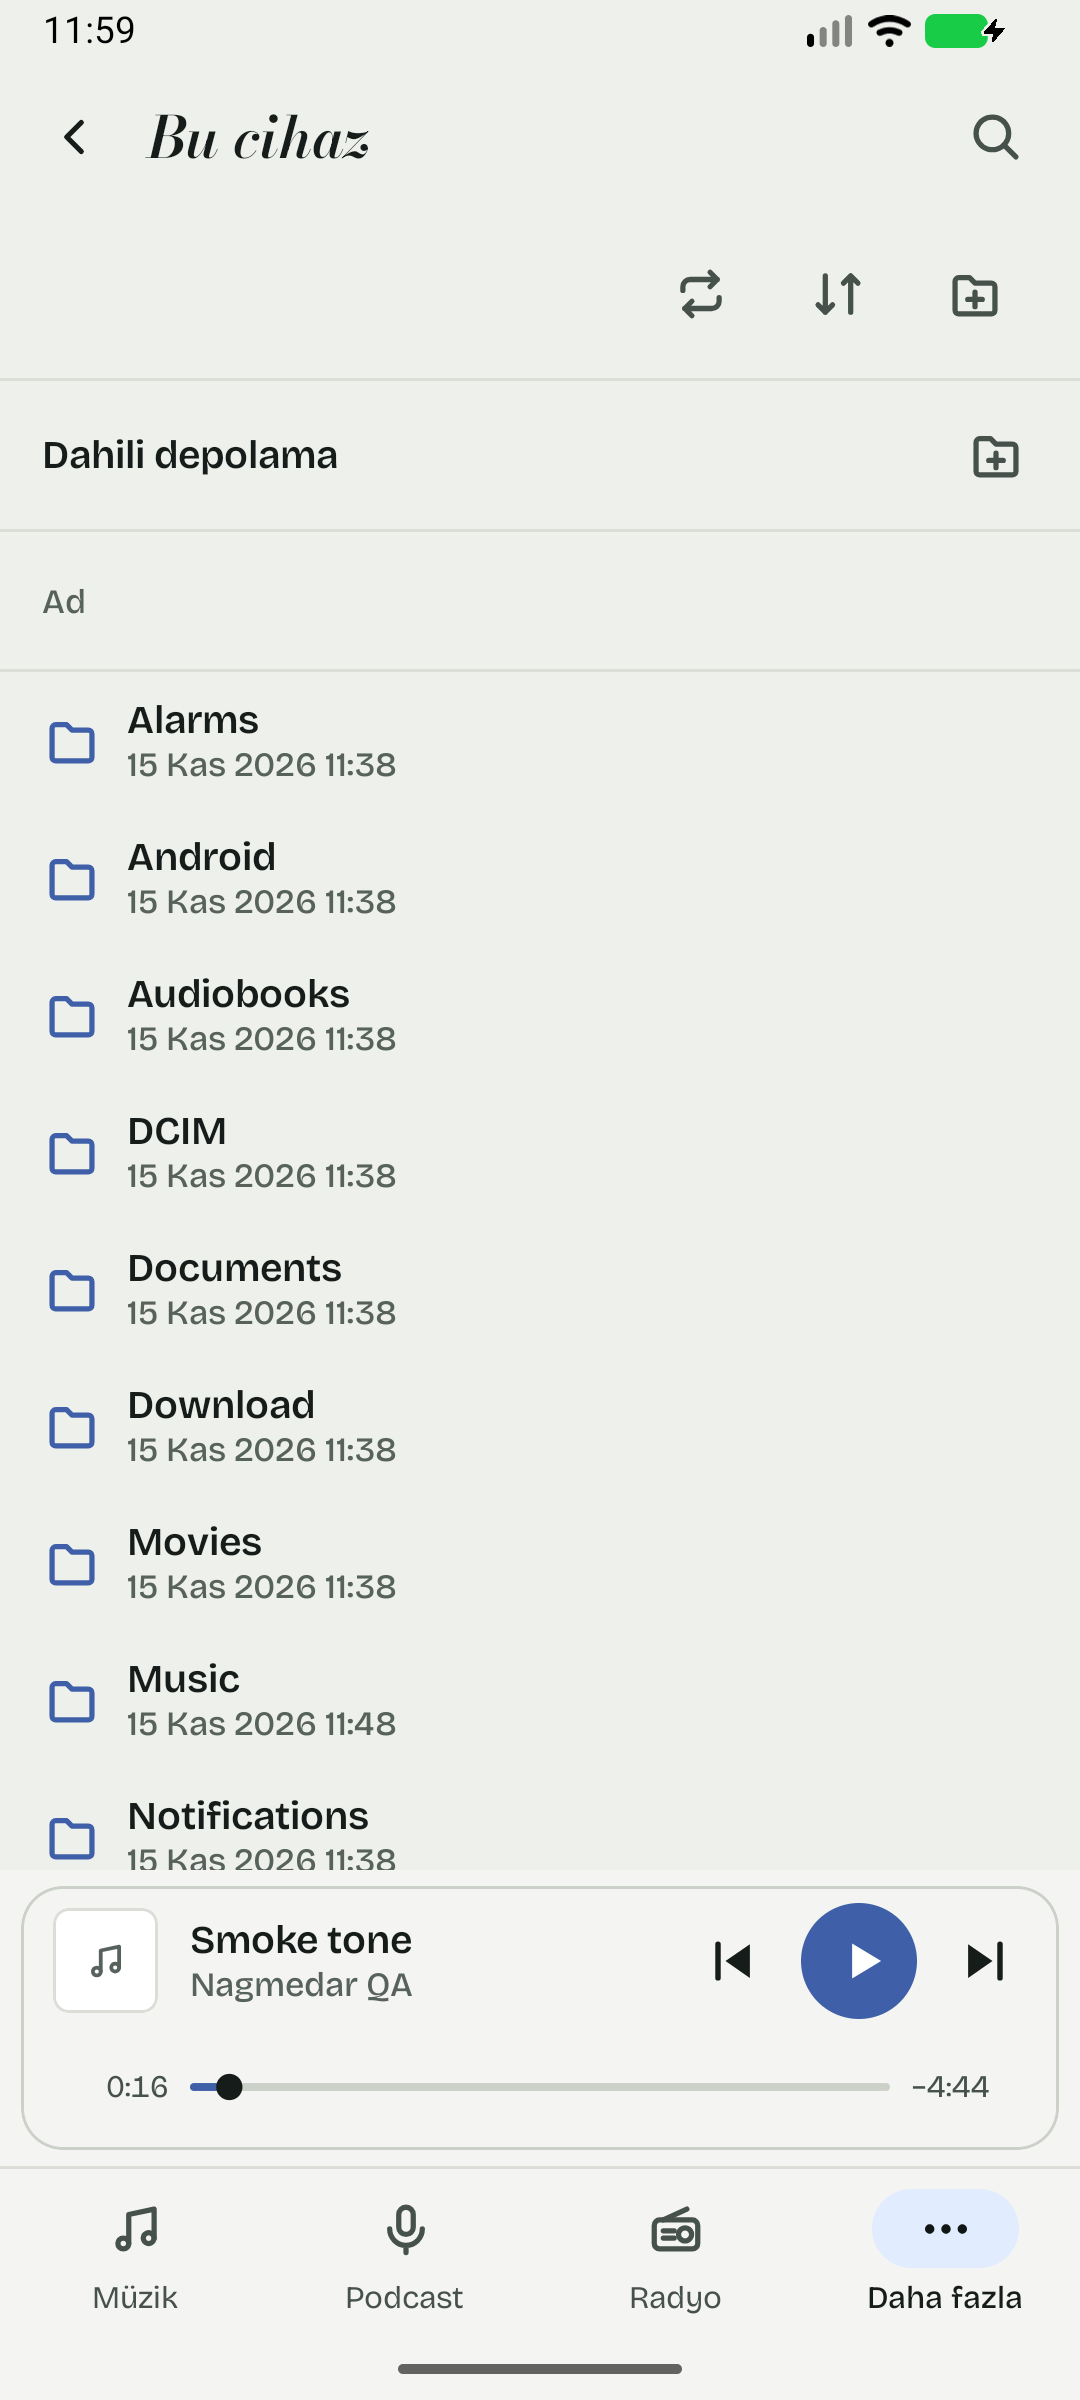 11:59
Bu cihaz
Dahili depolama
Ad
Alarms
15 Kas 2026 11:38
Android
15 Kas 2026 11:38
Audiobooks
15 Kas 2026 11:38
DCIM
15 Kas 2026 11:38
Documents
15 Kas 2026 11:38
Download
15 Kas 2026 11:38
Movies
15 Kas 2026 11:38
Music
15 Kas 2026 11:48
Notifications
15 Kas 2026 11:38
Smoke tone
Nagmedar QA
0:16
−4:44
Müzik
Podcast
Radyo
Daha fazla